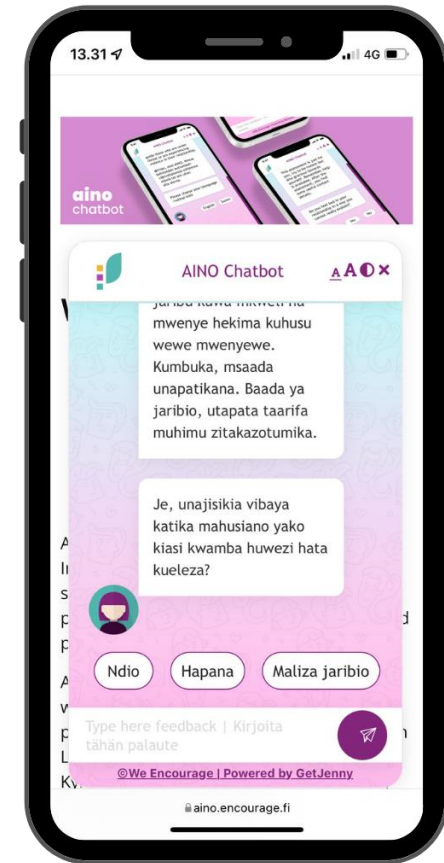 13.31
4G
aino
chatbot
AINO Chatbot
A A
jaribu kuwa mkweli na
mwenye hekima kuhusu
wewe mwenyewe.
Kumbuka, msaada
unapatikana. Baada ya
jaribio, utapata taarifa
muhimu zitakazotumika.
Je, unajisikia vibaya
katika mahusiano yako
kiasi kwamba huwezi hata
kueleza?
Ndio
Hapana
Maliza jaribio
Type here feedback | Kirjoita
tähän palaute
©We Encourage | Powered by GetJenny
aino.encourage.fi